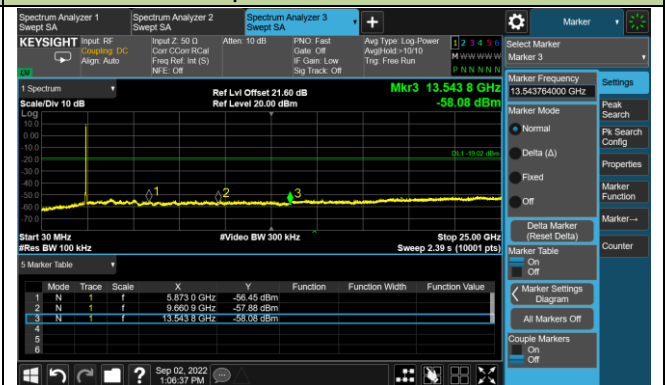 Spectrum Analyzer 1
Swept SA
Spectrum Analyzer 2
Swept SA
Spectrum Analyzer 3
Swept SA
Marker
KEYSIGHT
Input: RF
Coupling: DC
Align: Auto
Input Z: 50 Ω
Corr CCorr RCal
Freq Ref: Int (S)
NFE: Off
Atten: 10 dB
PNO: Fast
Gate: Off
IF Gain: Low
Sig Track: Off
Avg Type: Log-Power
Avg|Hold:>10/10
Trig: Free Run
1 2 3 4 5 6
M W W W W W
P N N N N N
LW
Select Marker
Marker 3
1 Spectrum
Scale/Div 10 dB
Log
Ref Lvl Offset 21.60 dB
Ref Level 20.00 dBm
Mkr3 13.543 8 GHz
-58.08 dBm
10.0
0.00
-10.0
-20.0
-30.0
-40.0
-50.0
-60.0
-70.0
DL1 -19.02 dBm
1
2
3
Start 30 MHz
#Res BW 100 kHz
#Video BW 300 kHz
Stop 25.00 GHz
Sweep 2.39 s (10001 pts)
5 Marker Table
Mode Trace Scale X Y Function Function Width Function Value
1 N 1 f 5.873 0 GHz -56.45 dBm
2 N 1 f 9.660 9 GHz -57.88 dBm
3 N 1 f 13.543 8 GHz -58.08 dBm
4
5
6
Marker Frequency
13.543764000 GHz
Marker Mode
Normal
Delta (Δ)
Fixed
Off
Delta Marker
(Reset Delta)
Marker Table
On
Off
Marker Settings
Diagram
All Markers Off
Couple Markers
On
Off
Settings
Peak
Search
Pk Search
Config
Properties
Marker
Function
Marker→
Counter
?
Sep 02, 2022
1:06:37 PM